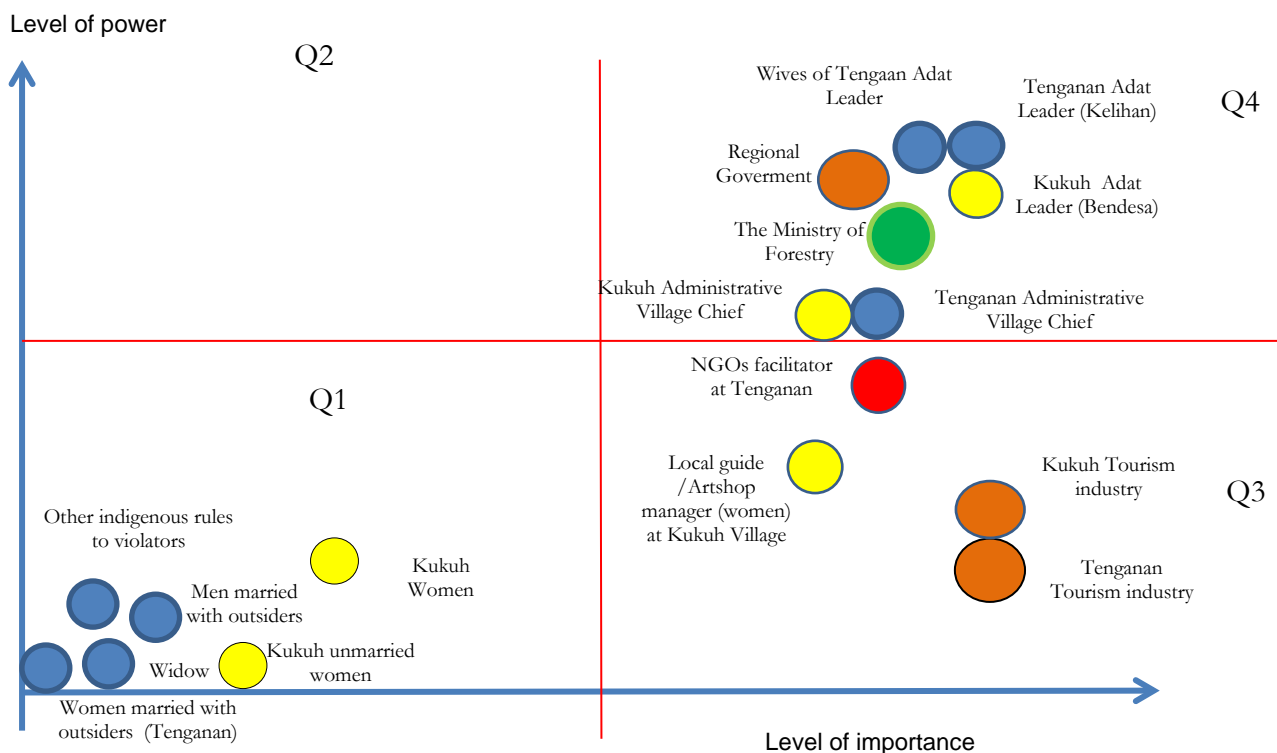 Level of power
Q2
Wives of Tengaan Adat
Leader
Tenganan Adat
Leader (Kelihan)
Q4
Regional
Goverment
Kukuh  Adat
Leader (Bendesa)
The Ministry of
Forestry
Kukuh Administrative
Village Chief
Tenganan Administrative
Village Chief
NGOs facilitator
at Tenganan
Q1
Local guide
/Artshop
manager (women)
at Kukuh Village
Kukuh Tourism
industry
Q3
Other indigenous rules
to violators
Kukuh
Women
Tenganan
Tourism industry
Men married
with outsiders
Widow
Kukuh unmarried
women
Women married with
outsiders  (Tenganan)
Level of importance